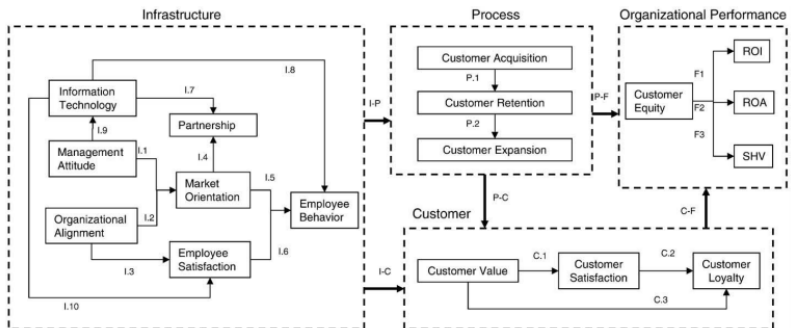 Infrastructure
Process
Organizational Performance
I.8
Information
Technology
I.7
Partnership
I.9
I.1
Management
Attitude
I.4
Market
Orientation
I.5
Employee
Behavior
Organizational
Alignment
I.2
I.6
Employee
Satisfaction
I.3
I.10
I-P
Customer Acquisition
P.1
Customer Retention
P.2
Customer Expansion
P-F
Customer
Equity
F1
F2
F3
ROI
ROA
SHV
P-C
C-F
Customer
I-C
Customer Value
C.1
Customer
Satisfaction
C.2
Customer
Loyalty
C.3